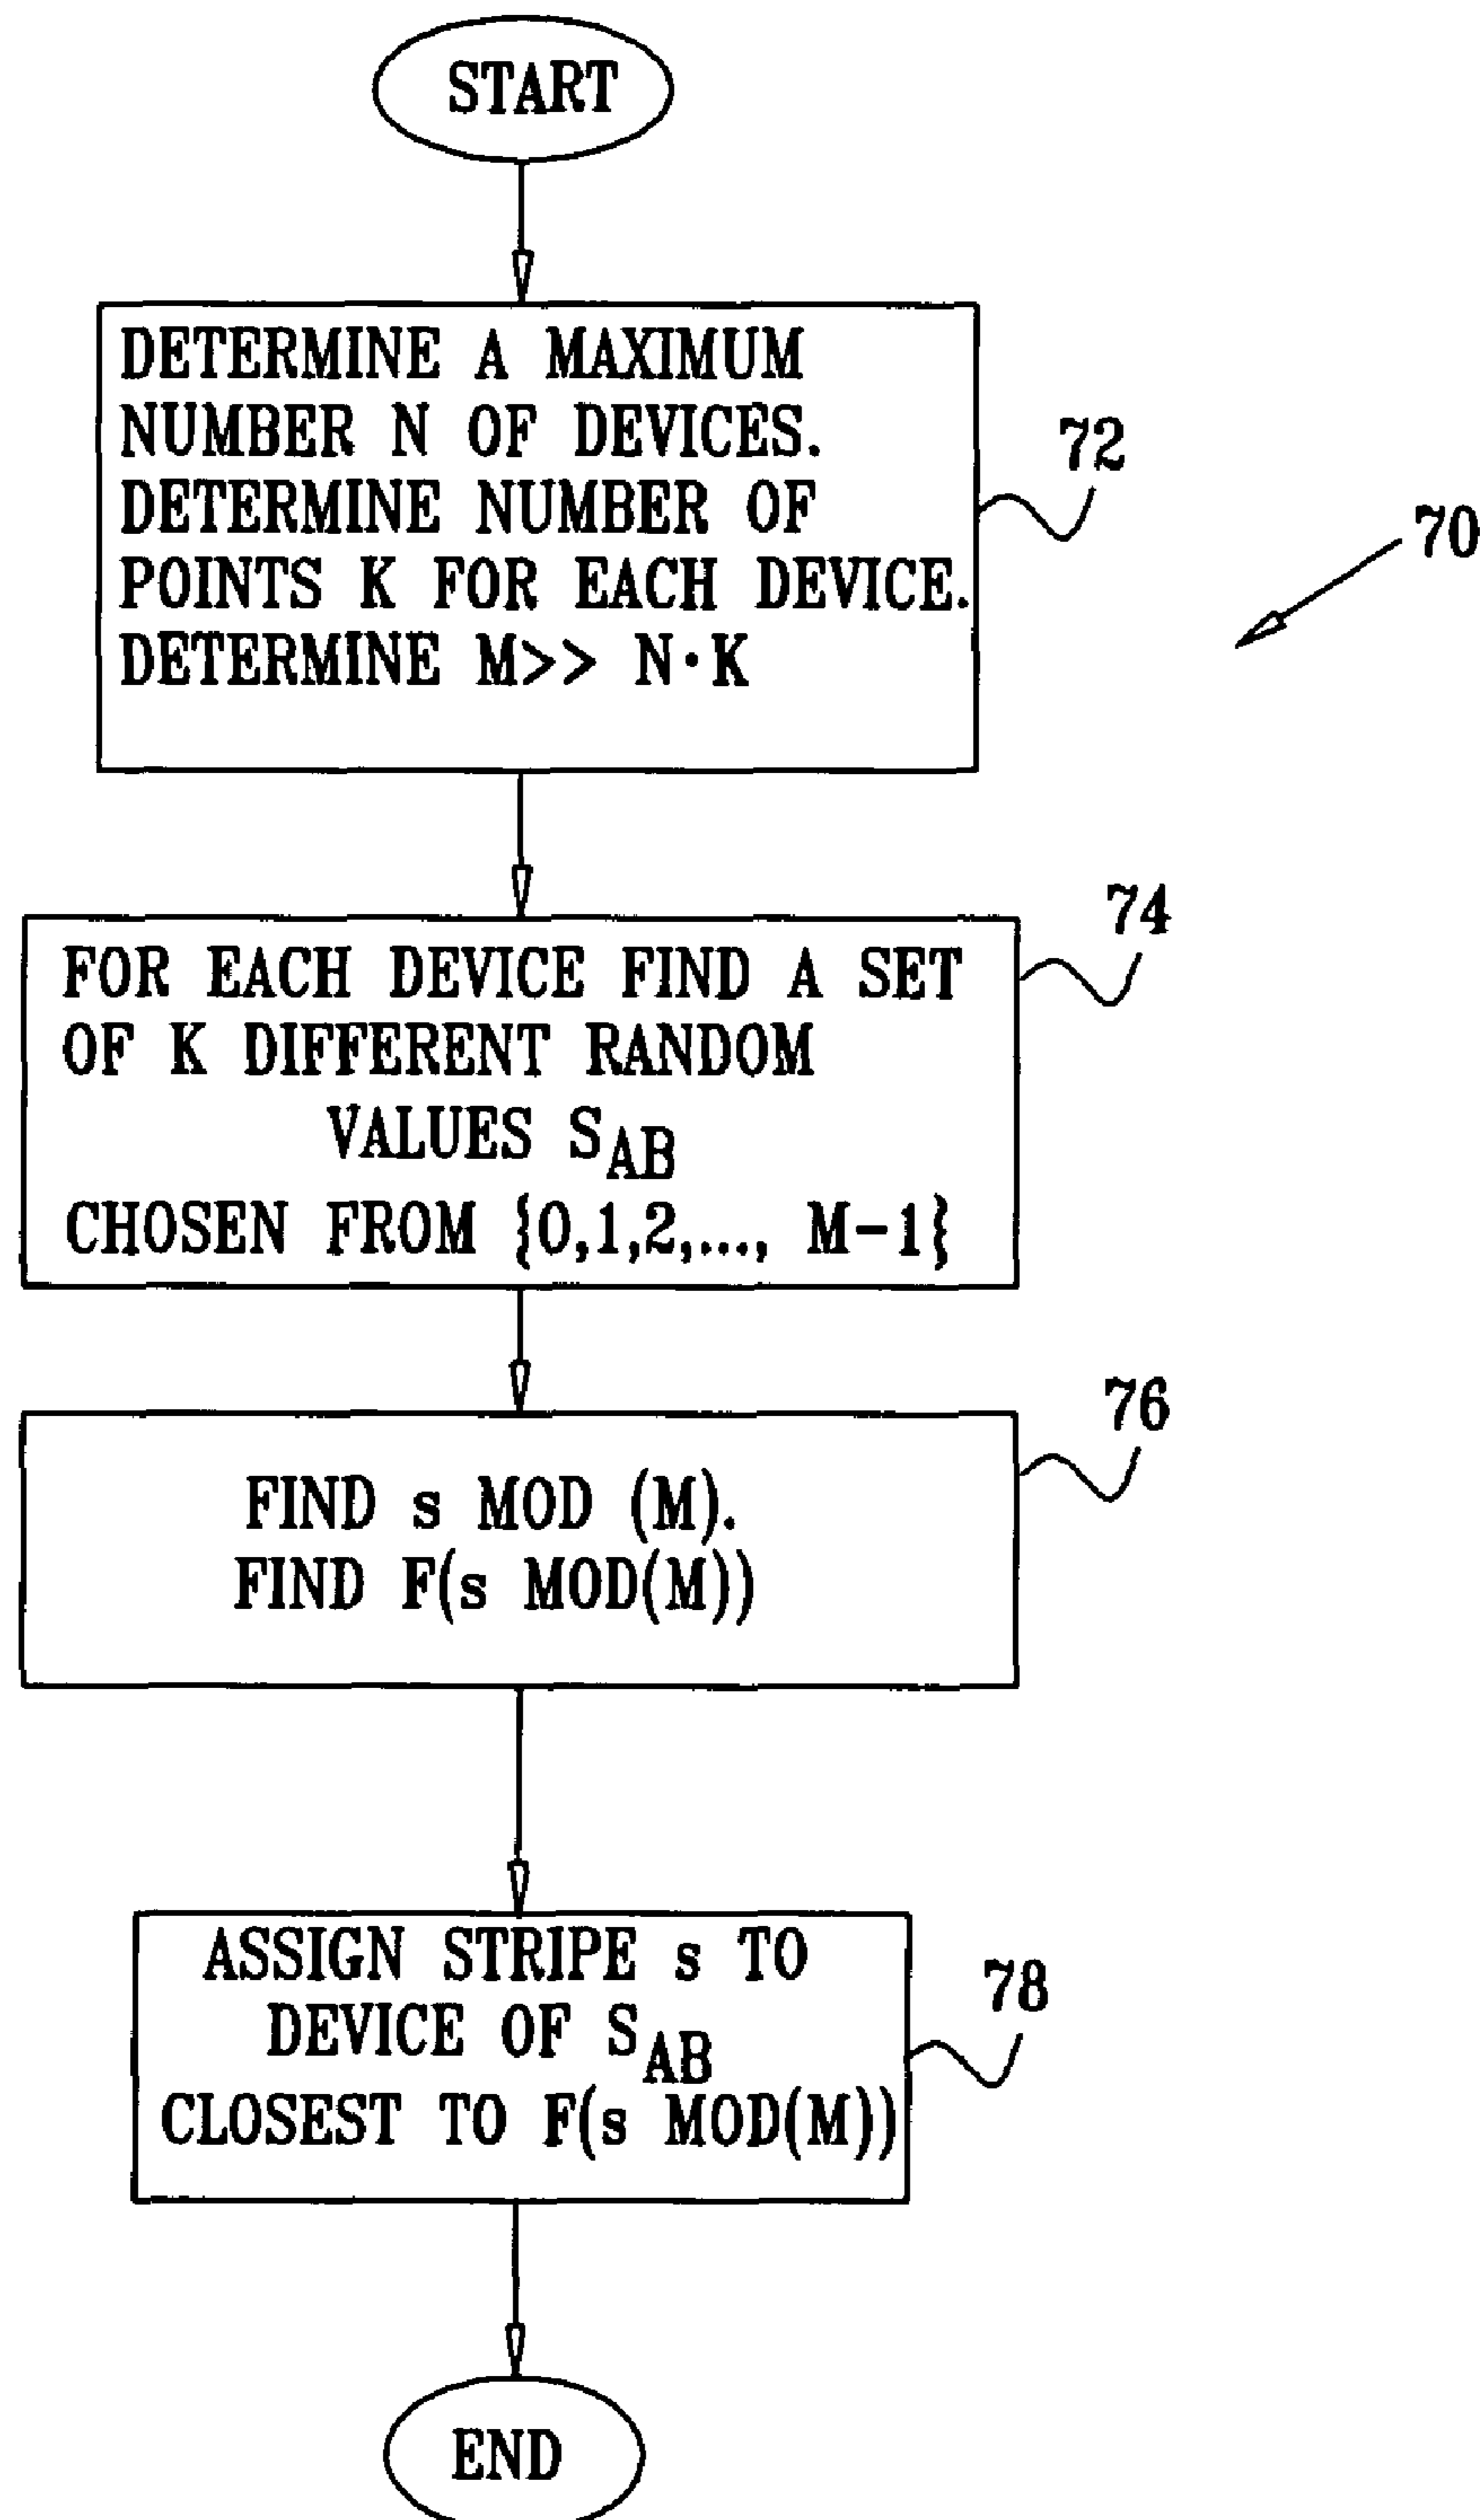 START
DETERMINE A MAXIMUM
NUMBER N OF DEVICES.
DETERMINE NUMBER OF
POINTS K FOR EACH DEVICE.
DETERMINE M>> N·K
72
70
FOR EACH DEVICE FIND A SET
OF K DIFFERENT RANDOM
VALUES S_AB
CHOSEN FROM {0,1,2,..., M-1}
74
FIND s MOD (M).
FIND F(s MOD(M))
76
ASSIGN STRIPE s TO
DEVICE OF S_AB
CLOSEST TO F(s MOD(M))
78
END